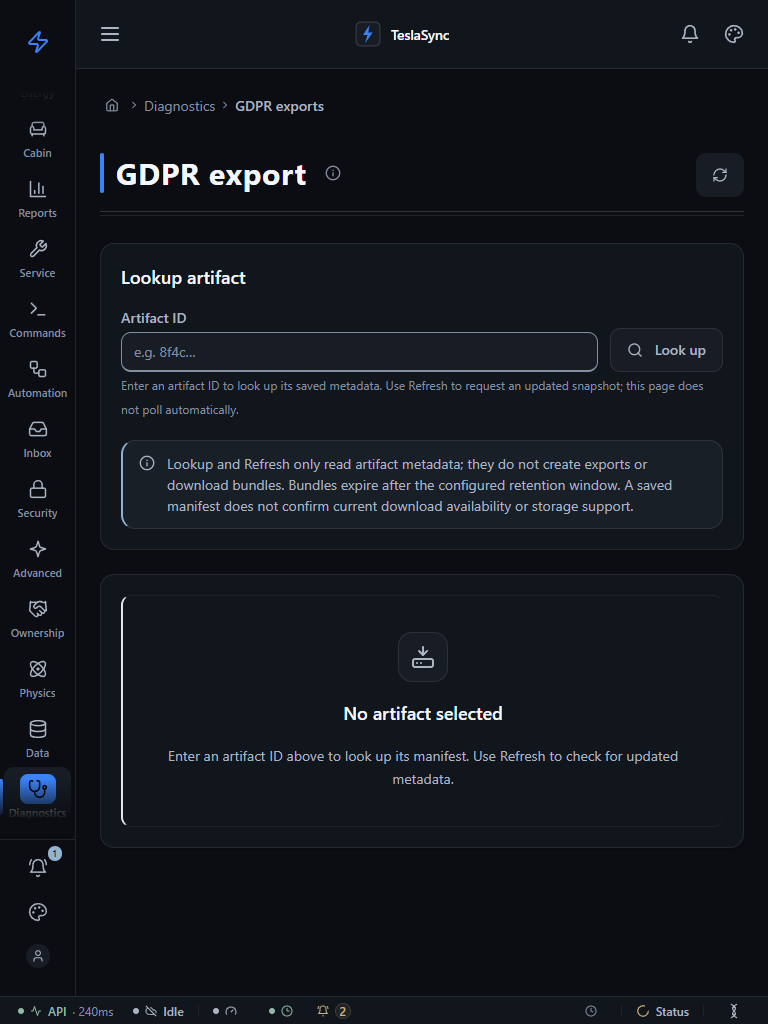 TeslaSync
Energy
Cabin
Reports
Service
Commands
Automation
Inbox
Security
Advanced
Ownership
Physics
Data
Diagnostics
1
Diagnostics > GDPR exports
GDPR export
Lookup artifact
Artifact ID
e.g. 8f4c...
Look up
Enter an artifact ID to look up its saved metadata. Use Refresh to request an updated snapshot; this page does
not poll automatically.
Lookup and Refresh only read artifact metadata; they do not create exports or
download bundles. Bundles expire after the configured retention window. A saved
manifest does not confirm current download availability or storage support.
No artifact selected
Enter an artifact ID above to look up its manifest. Use Refresh to check for updated
metadata.
API · 240ms Idle 2 Status